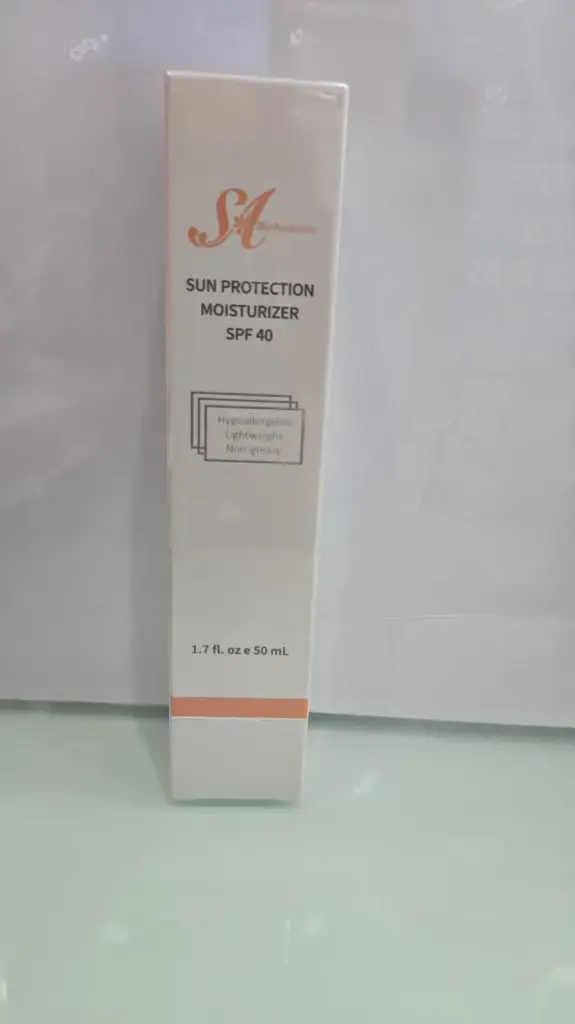 SA
SUN PROTECTION
MOISTURIZER
SPF 40
Hypoallergenic
Lightweight
Non-greasy
1.7 fl. oz e 50 mL